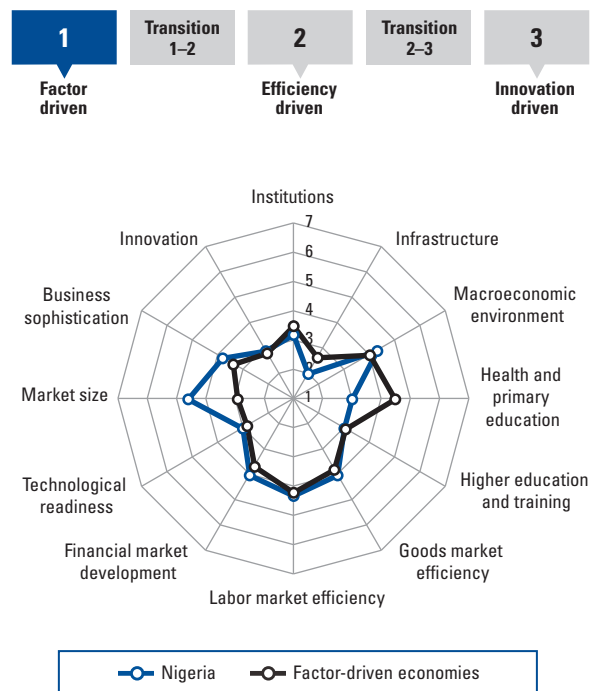 1
Transition
1–2
2
Transition
2–3
3
Factor
driven
Efficiency
driven
Innovation
driven
Institutions
7
Innovation
Infrastructure
6
5
Business
sophistication
Macroeconomic
environment
4
3
2
Market size
1
Health and
primary
education
Technological
readiness
Higher education
and training
Financial market
development
Goods market
efficiency
Labor market efficiency
Nigeria
Factor-driven economies